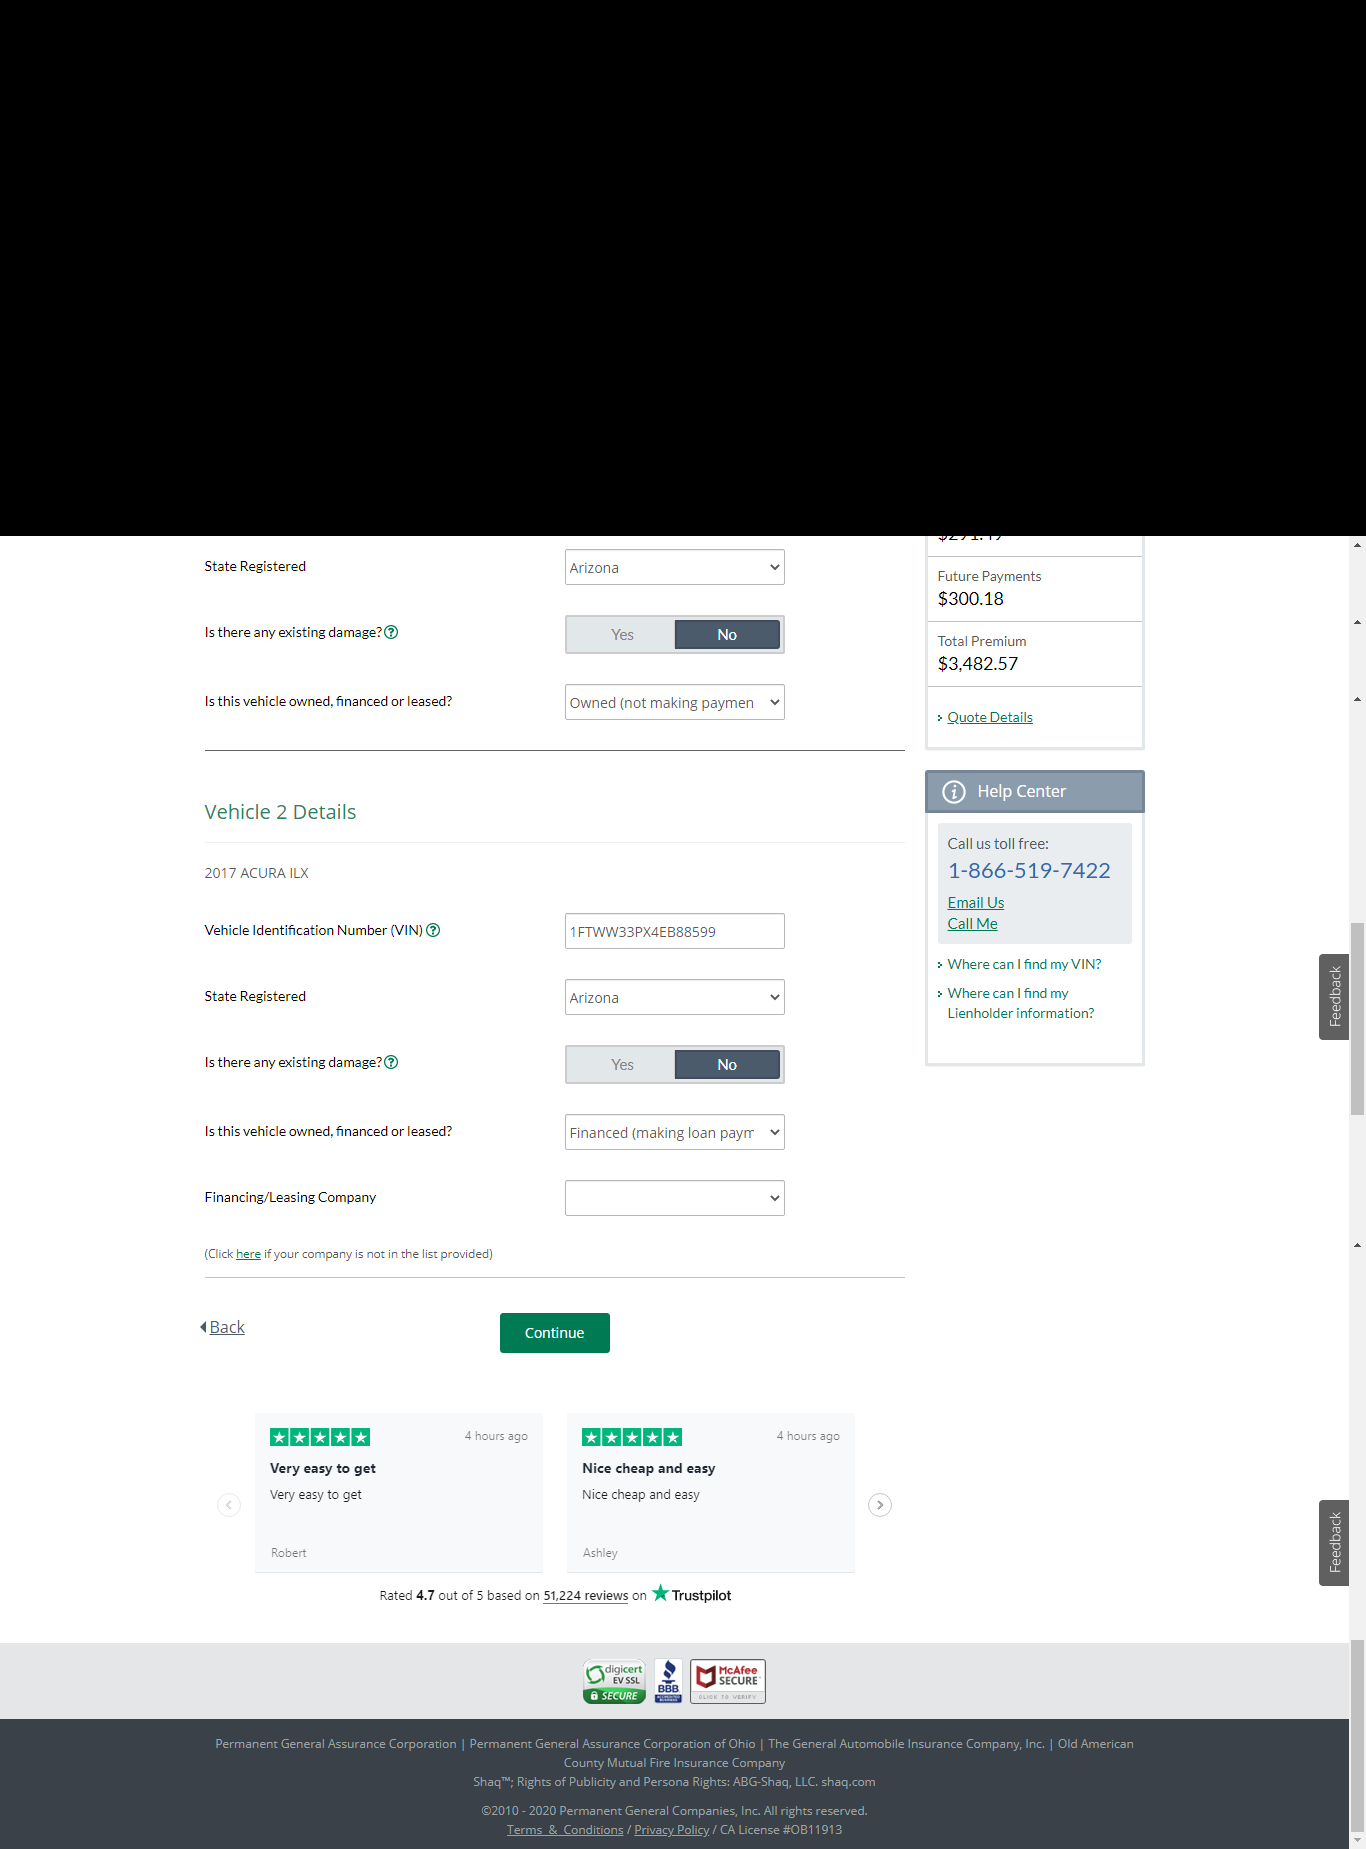 State Registered
Arizona
Is there any existing damage?
Yes
No
Is this vehicle owned, financed or leased?
Owned (not making paymen
Future Payments
$300.18
Total Premium
$3,482.57
Quote Details
Vehicle 2 Details
2017 ACURA ILX
Vehicle Identification Number (VIN)
1FTWW33PX4EB88599
State Registered
Arizona
Is there any existing damage?
Yes
No
Is this vehicle owned, financed or leased?
Financed (making loan paym
Financing/Leasing Company
(Click here if your company is not in the list provided)
Back
Continue
Help Center
Call us toll free:
1-866-519-7422
Email Us
Call Me
Where can I find my VIN?
Where can I find my
Lienholder information?
Feedback
4 hours ago
Very easy to get
Very easy to get
Robert
4 hours ago
Nice cheap and easy
Nice cheap and easy
Ashley
Feedback
Rated 4.7 out of 5 based on 51,224 reviews on Trustpilot
digicert
EV SSL
SECURE
BBB
ACCREDITED
BUSINESS
McAfee
SECURE
CLICK TO VERIFY
Permanent General Assurance Corporation | Permanent General Assurance Corporation of Ohio | The General Automobile Insurance Company, Inc. | Old American
County Mutual Fire Insurance Company
Shaq™; Rights of Publicity and Persona Rights: ABG-Shaq, LLC. shaq.com
©2010 - 2020 Permanent General Companies, Inc. All rights reserved.
Terms & Conditions / Privacy Policy / CA License #OB11913